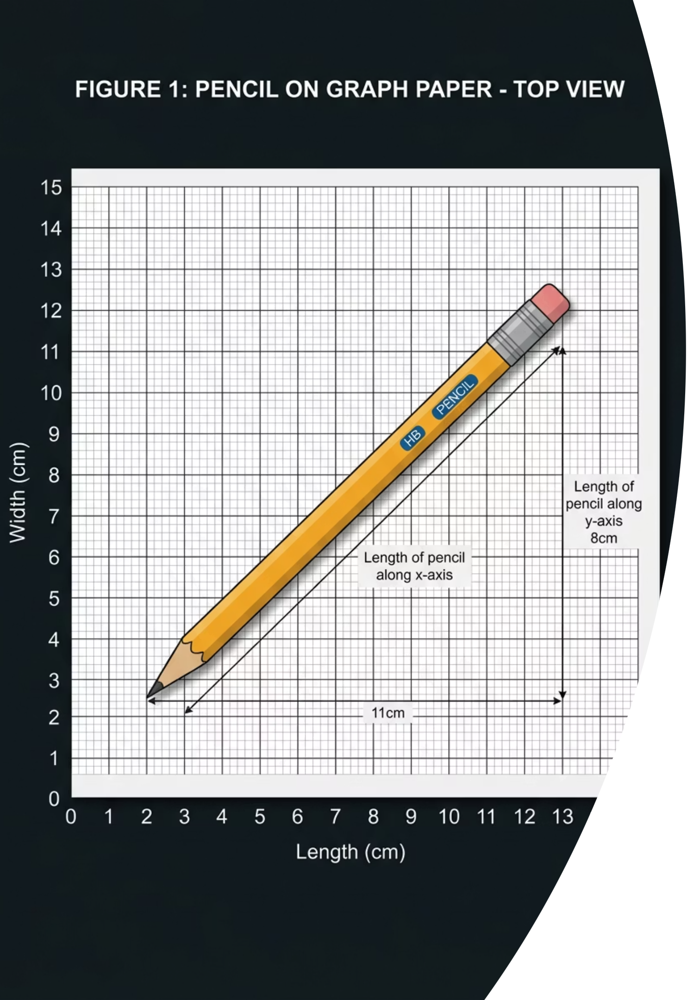 FIGURE 1: PENCIL ON GRAPH PAPER - TOP VIEW
15
14
13
12
11
10
9
8
7
6
5
4
3
2
1
0
Width (cm)
PENCIL
HB
Length of
pencil along
y-axis
8cm
Length of pencil
along x-axis
11cm
0 1 2 3 4 5 6 7 8 9 10 11 12 13
Length (cm)